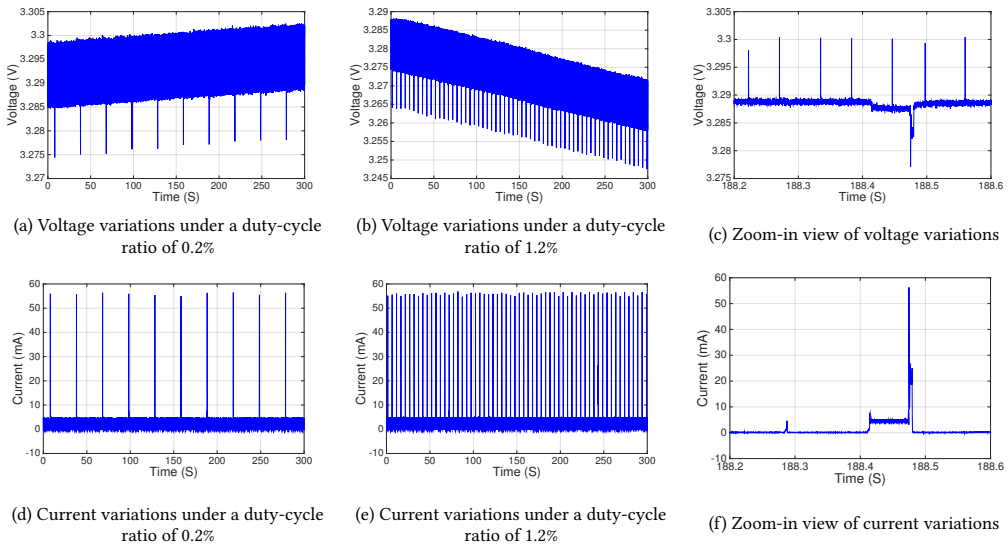 3.305
3.3
3.295
3.29
3.285
3.28
3.275
3.27
Voltage (V)
0 50 100 150 200 250 300
Time (S)
(a) Voltage variations under a duty-cycle
ratio of 0.2%
3.29
3.285
3.28
3.275
3.27
3.265
3.26
3.255
3.25
3.245
Voltage (V)
0 50 100 150 200 250 300
Time (S)
(b) Voltage variations under a duty-cycle
ratio of 1.2%
3.305
3.3
3.295
3.29
3.285
3.28
3.275
Voltage (V)
188.2 188.3 188.4 188.5 188.6
Time (S)
(c) Zoom-in view of voltage variations
60
50
40
30
20
10
0
-10
Current (mA)
0 50 100 150 200 250 300
Time (S)
(d) Current variations under a duty-cycle
ratio of 0.2%
60
50
40
30
20
10
0
-10
Current (mA)
0 50 100 150 200 250 300
Time (S)
(e) Current variations under a duty-cycle
ratio of 1.2%
60
50
40
30
20
10
0
-10
Current (mA)
188.2 188.3 188.4 188.5 188.6
Time (S)
(f) Zoom-in view of current variations